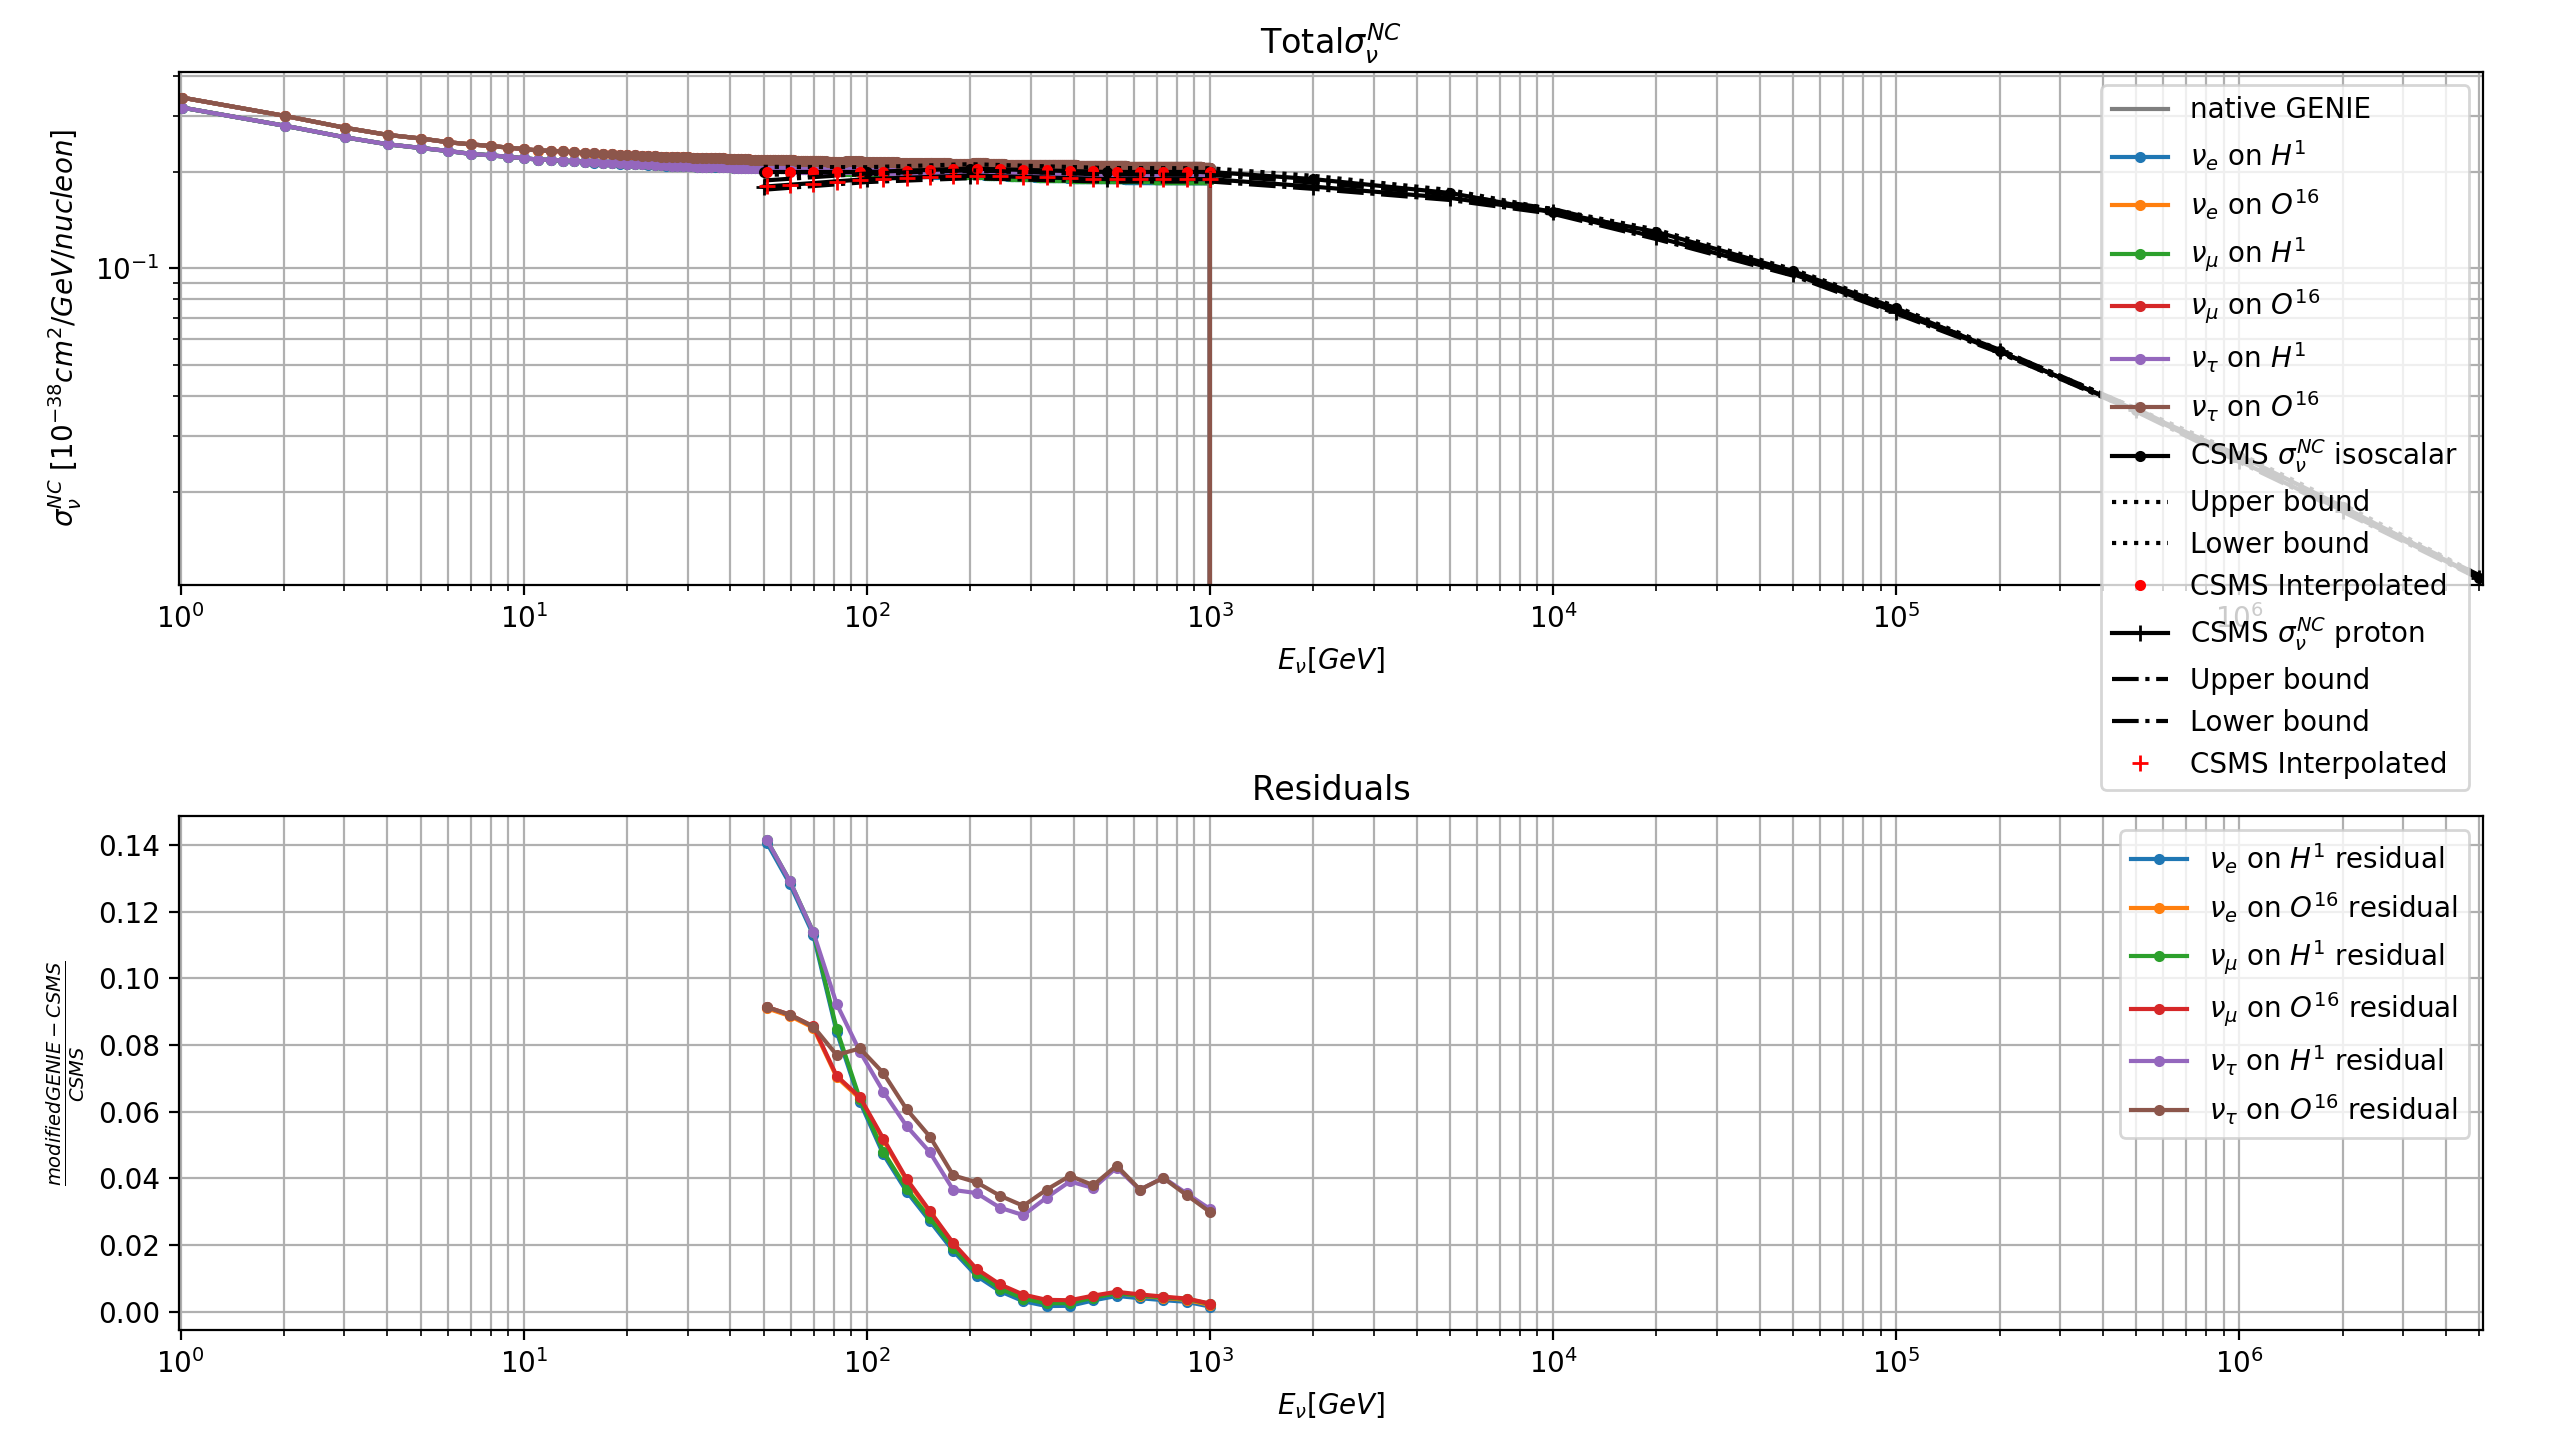 Totalσ_ν^{NC}
σ_ν^{NC} [10^{−38}cm^2/GeV/nucleon]
10^{−1}
native GENIE
ν_e on H^1
ν_e on O^{16}
ν_μ on H^1
ν_μ on O^{16}
ν_τ on H^1
ν_τ on O^{16}
CSMS σ_ν^{NC} isoscalar
Upper bound
Lower bound
CSMS Interpolated
CSMS σ_ν^{NC} proton
Upper bound
Lower bound
CSMS Interpolated
10^0 10^1 10^2 10^3 10^4 10^5 10^6
E_ν[GeV]
Residuals
modifiedGENIE − CSMS
CSMS
0.14
0.12
0.10
0.08
0.06
0.04
0.02
0.00
ν_e on H^1 residual
ν_e on O^{16} residual
ν_μ on H^1 residual
ν_μ on O^{16} residual
ν_τ on H^1 residual
ν_τ on O^{16} residual
10^0 10^1 10^2 10^3 10^4 10^5 10^6
E_ν[GeV]